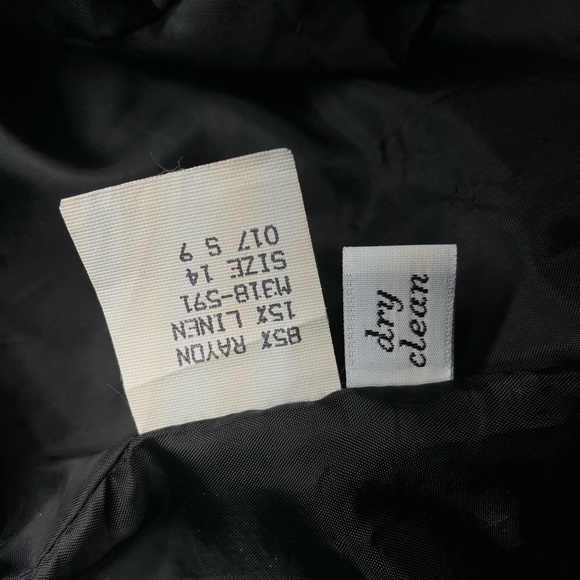 85% RAYON
15% LINEN
M318-591
SIZE 14
017 S 9
dry
clean